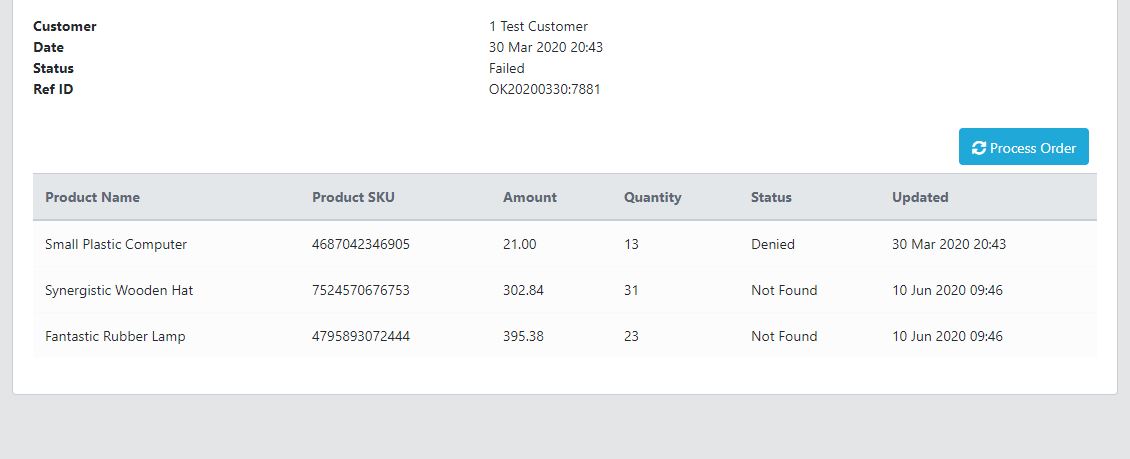 Customer 1 Test Customer
Date 30 Mar 2020 20:43
Status Failed
Ref ID OK20200330:7881
Process Order
Product Name Product SKU Amount Quantity Status Updated
Small Plastic Computer 4687042346905 21.00 13 Denied 30 Mar 2020 20:43
Synergistic Wooden Hat 7524570676753 302.84 31 Not Found 10 Jun 2020 09:46
Fantastic Rubber Lamp 4795893072444 395.38 23 Not Found 10 Jun 2020 09:46